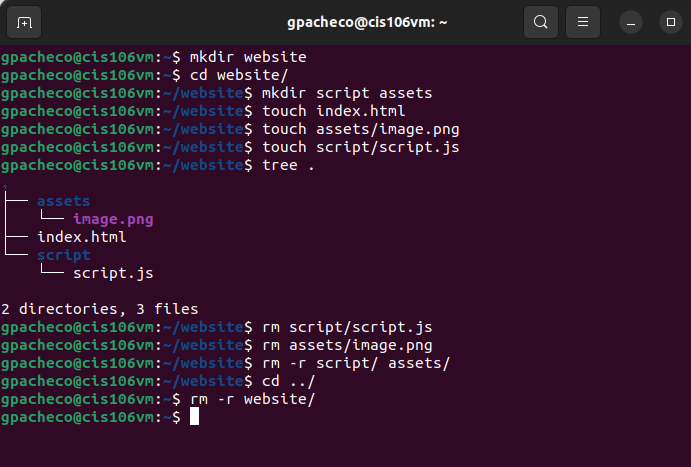 gpacheco@cis106vm: ~
gpacheco@cis106vm:~$ mkdir website
gpacheco@cis106vm:~$ cd website/
gpacheco@cis106vm:~/website$ mkdir script assets
gpacheco@cis106vm:~/website$ touch index.html
gpacheco@cis106vm:~/website$ touch assets/image.png
gpacheco@cis106vm:~/website$ touch script/script.js
gpacheco@cis106vm:~/website$ tree .
.
├── assets
│   └── image.png
├── index.html
└── script
    └── script.js

2 directories, 3 files
gpacheco@cis106vm:~/website$ rm script/script.js
gpacheco@cis106vm:~/website$ rm assets/image.png
gpacheco@cis106vm:~/website$ rm -r script/ assets/
gpacheco@cis106vm:~/website$ cd ../
gpacheco@cis106vm:~$ rm -r website/
gpacheco@cis106vm:~$